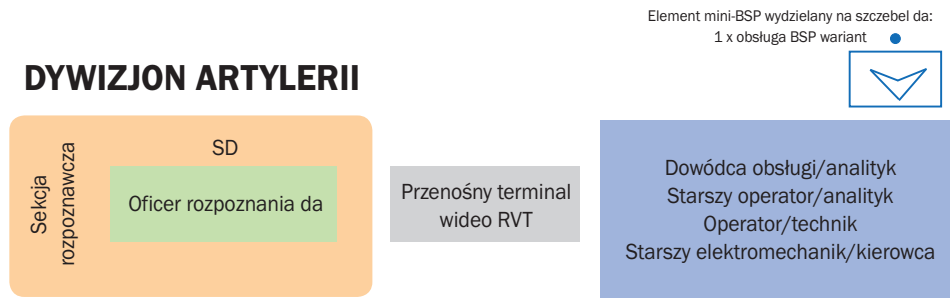 Element mini-BSP wydzielany na szczebel da:
1 x obsługa BSP wariant
DYWIZJON ARTYLERII
Sekcja
rozpoznawcza
SD
Oficer rozpoznania da
Przenośny terminal
wideo RVT
Dowódca obsługi/analityk
Starszy operator/analityk
Operator/technik
Starszy elektromechanik/kierowca